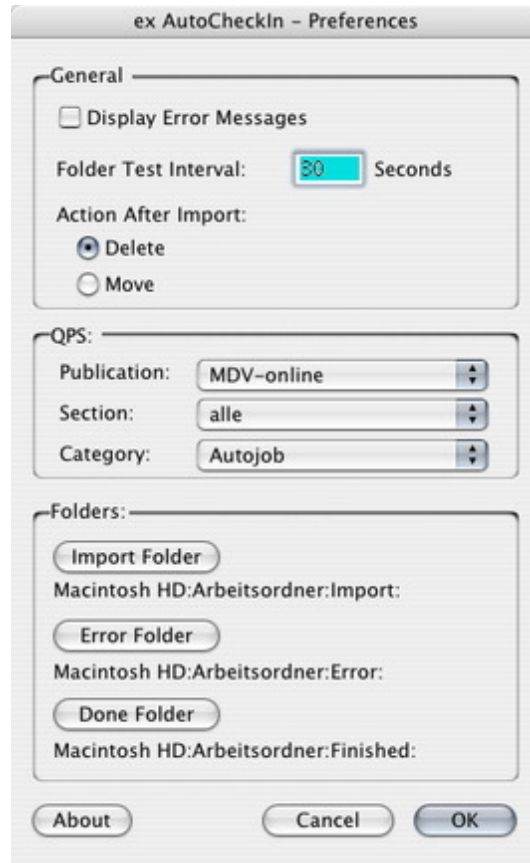 ex AutoCheckIn – Preferences
General
Display Error Messages
Folder Test Interval: 30 Seconds
Action After Import:
Delete
Move
QPS:
Publication: MDV-online
Section: alle
Category: Autojob
Folders:
Import Folder
Macintosh HD:Arbeitsordner:Import:
Error Folder
Macintosh HD:Arbeitsordner:Error:
Done Folder
Macintosh HD:Arbeitsordner:Finished:
About Cancel OK